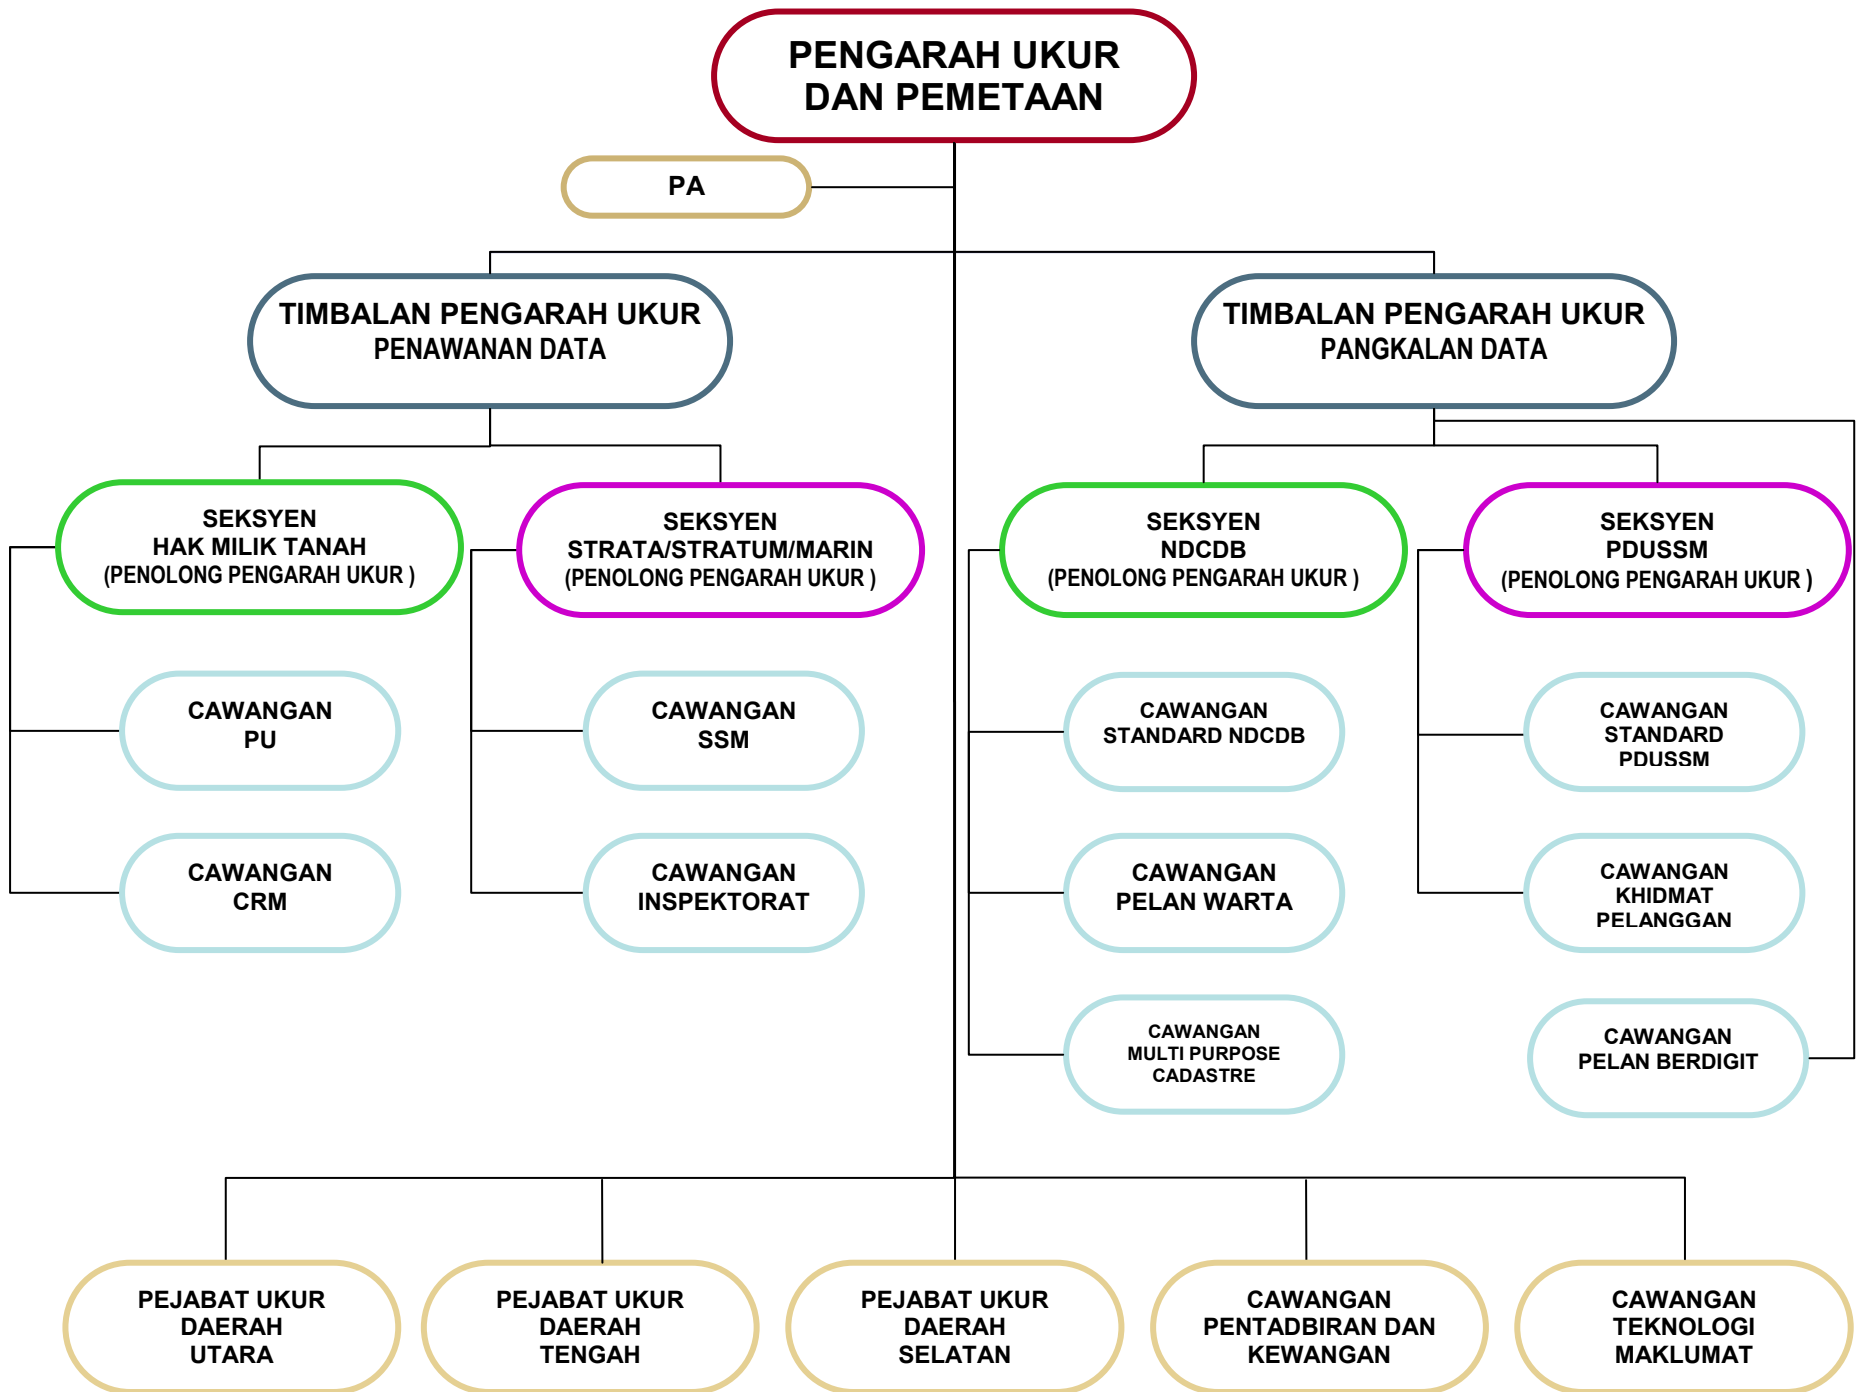 PENGARAH UKUR
DAN PEMETAAN
PA
TIMBALAN PENGARAH UKUR
PENAWANAN DATA
TIMBALAN PENGARAH UKUR
PANGKALAN DATA
SEKSYEN
HAK MILIK TANAH
(PENOLONG PENGARAH UKUR )
SEKSYEN
STRATA/STRATUM/MARIN
(PENOLONG PENGARAH UKUR )
SEKSYEN
NDCDB
(PENOLONG PENGARAH UKUR )
SEKSYEN
PDUSSM
(PENOLONG PENGARAH UKUR )
CAWANGAN
PU
CAWANGAN
SSM
CAWANGAN
STANDARD NDCDB
CAWANGAN
STANDARD
PDUSSM
CAWANGAN
CRM
CAWANGAN
INSPEKTORAT
CAWANGAN
PELAN WARTA
CAWANGAN
KHIDMAT
PELANGGAN
CAWANGAN
MULTI PURPOSE
CADASTRE
CAWANGAN
PELAN BERDIGIT
PEJABAT UKUR
DAERAH
UTARA
PEJABAT UKUR
DAERAH
TENGAH
PEJABAT UKUR
DAERAH
SELATAN
CAWANGAN
PENTADBIRAN DAN
KEWANGAN
CAWANGAN
TEKNOLOGI
MAKLUMAT